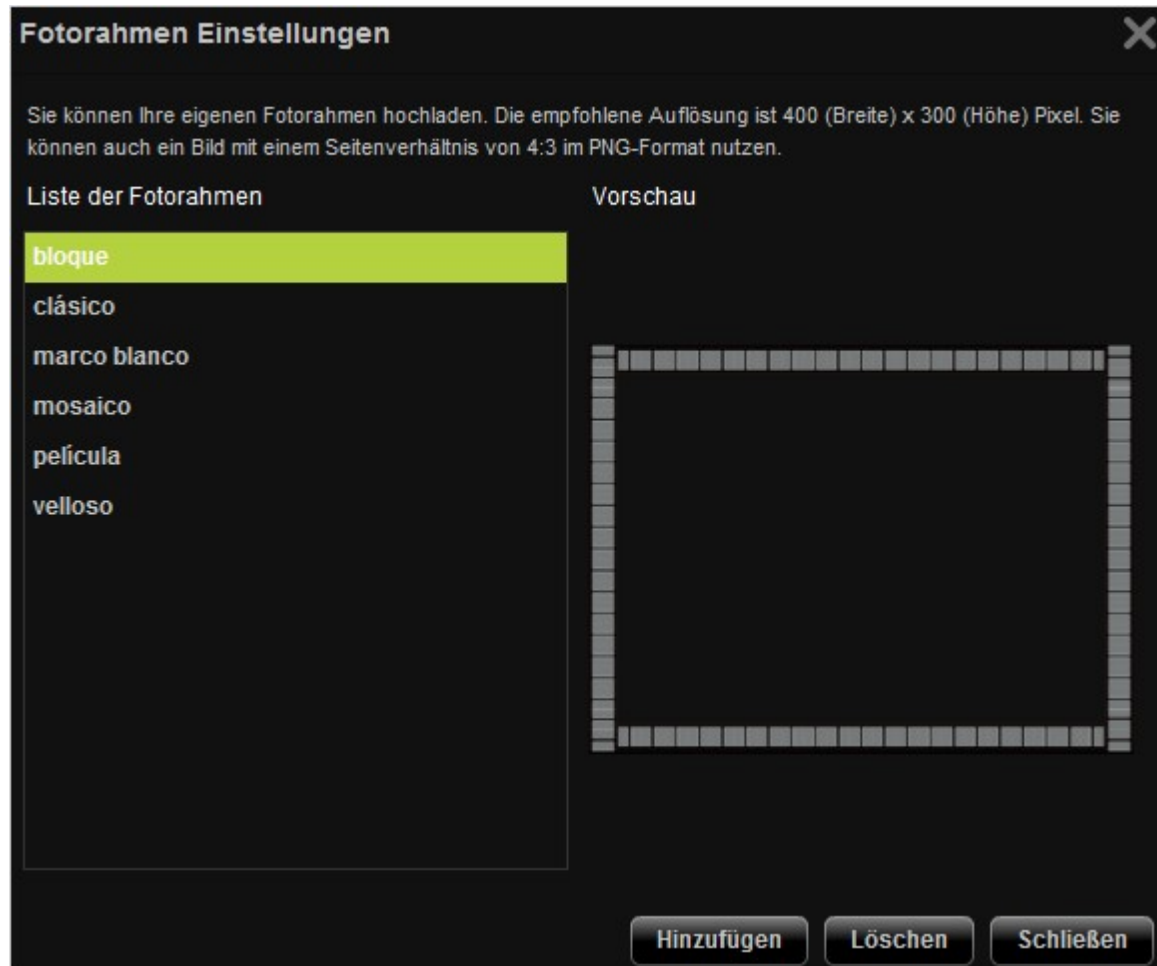 Fotorahmen Einstellungen
Sie können Ihre eigenen Fotorahmen hochladen. Die empfohlene Auflösung ist 400 (Breite) x 300 (Höhe) Pixel. Sie
können auch ein Bild mit einem Seitenverhältnis von 4:3 im PNG-Format nutzen.
Liste der Fotorahmen
Vorschau
bloque
clásico
marco blanco
mosaico
película
velloso
Hinzufügen
Löschen
Schließen